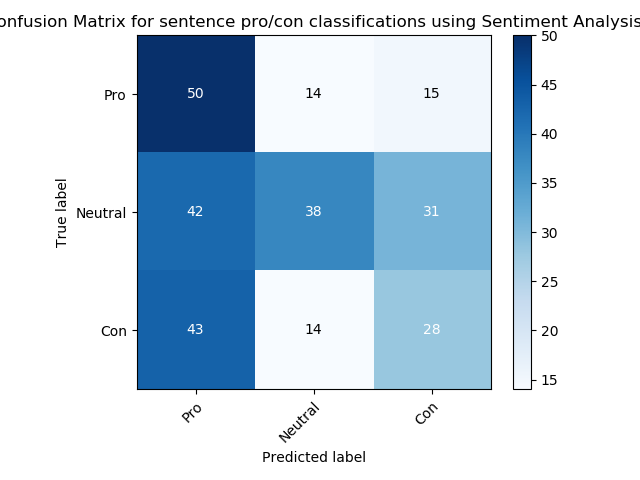 onfusion Matrix for sentence pro/con classifications using Sentiment Analysis
True label
Pro 50 14 15
Neutral 42 38 31
Con 43 14 28
Pro Neutral Con
Predicted label
50
45
40
35
30
25
20
15